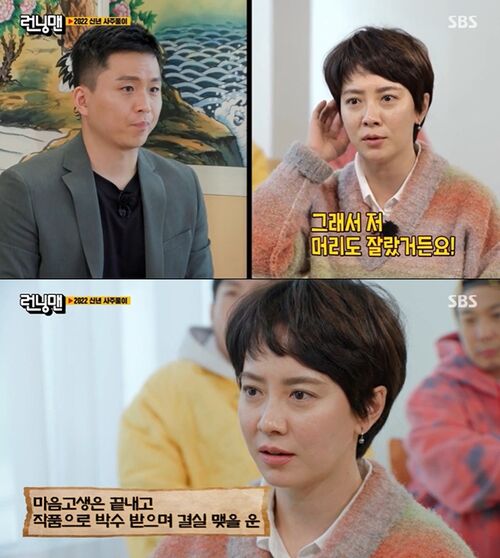 런닝맨
▶2022 신년 사주풀이
SBS
그래서 저
머리도 잘랐거든요!
런닝맨
▶2022 신년 사주풀이
SBS
마음고생은 끝내고
작품으로 박수 받으며 결실 맺을 운